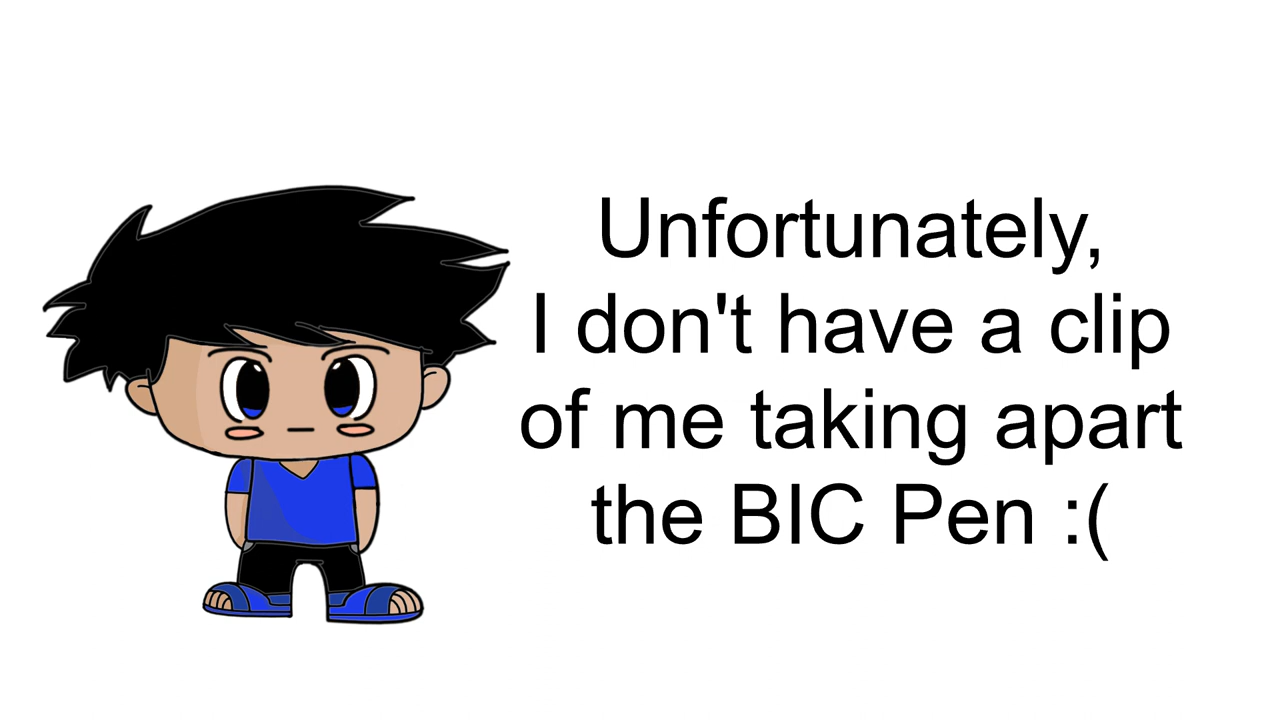 Unfortunately,
I don't have a clip
of me taking apart
the BIC Pen :(